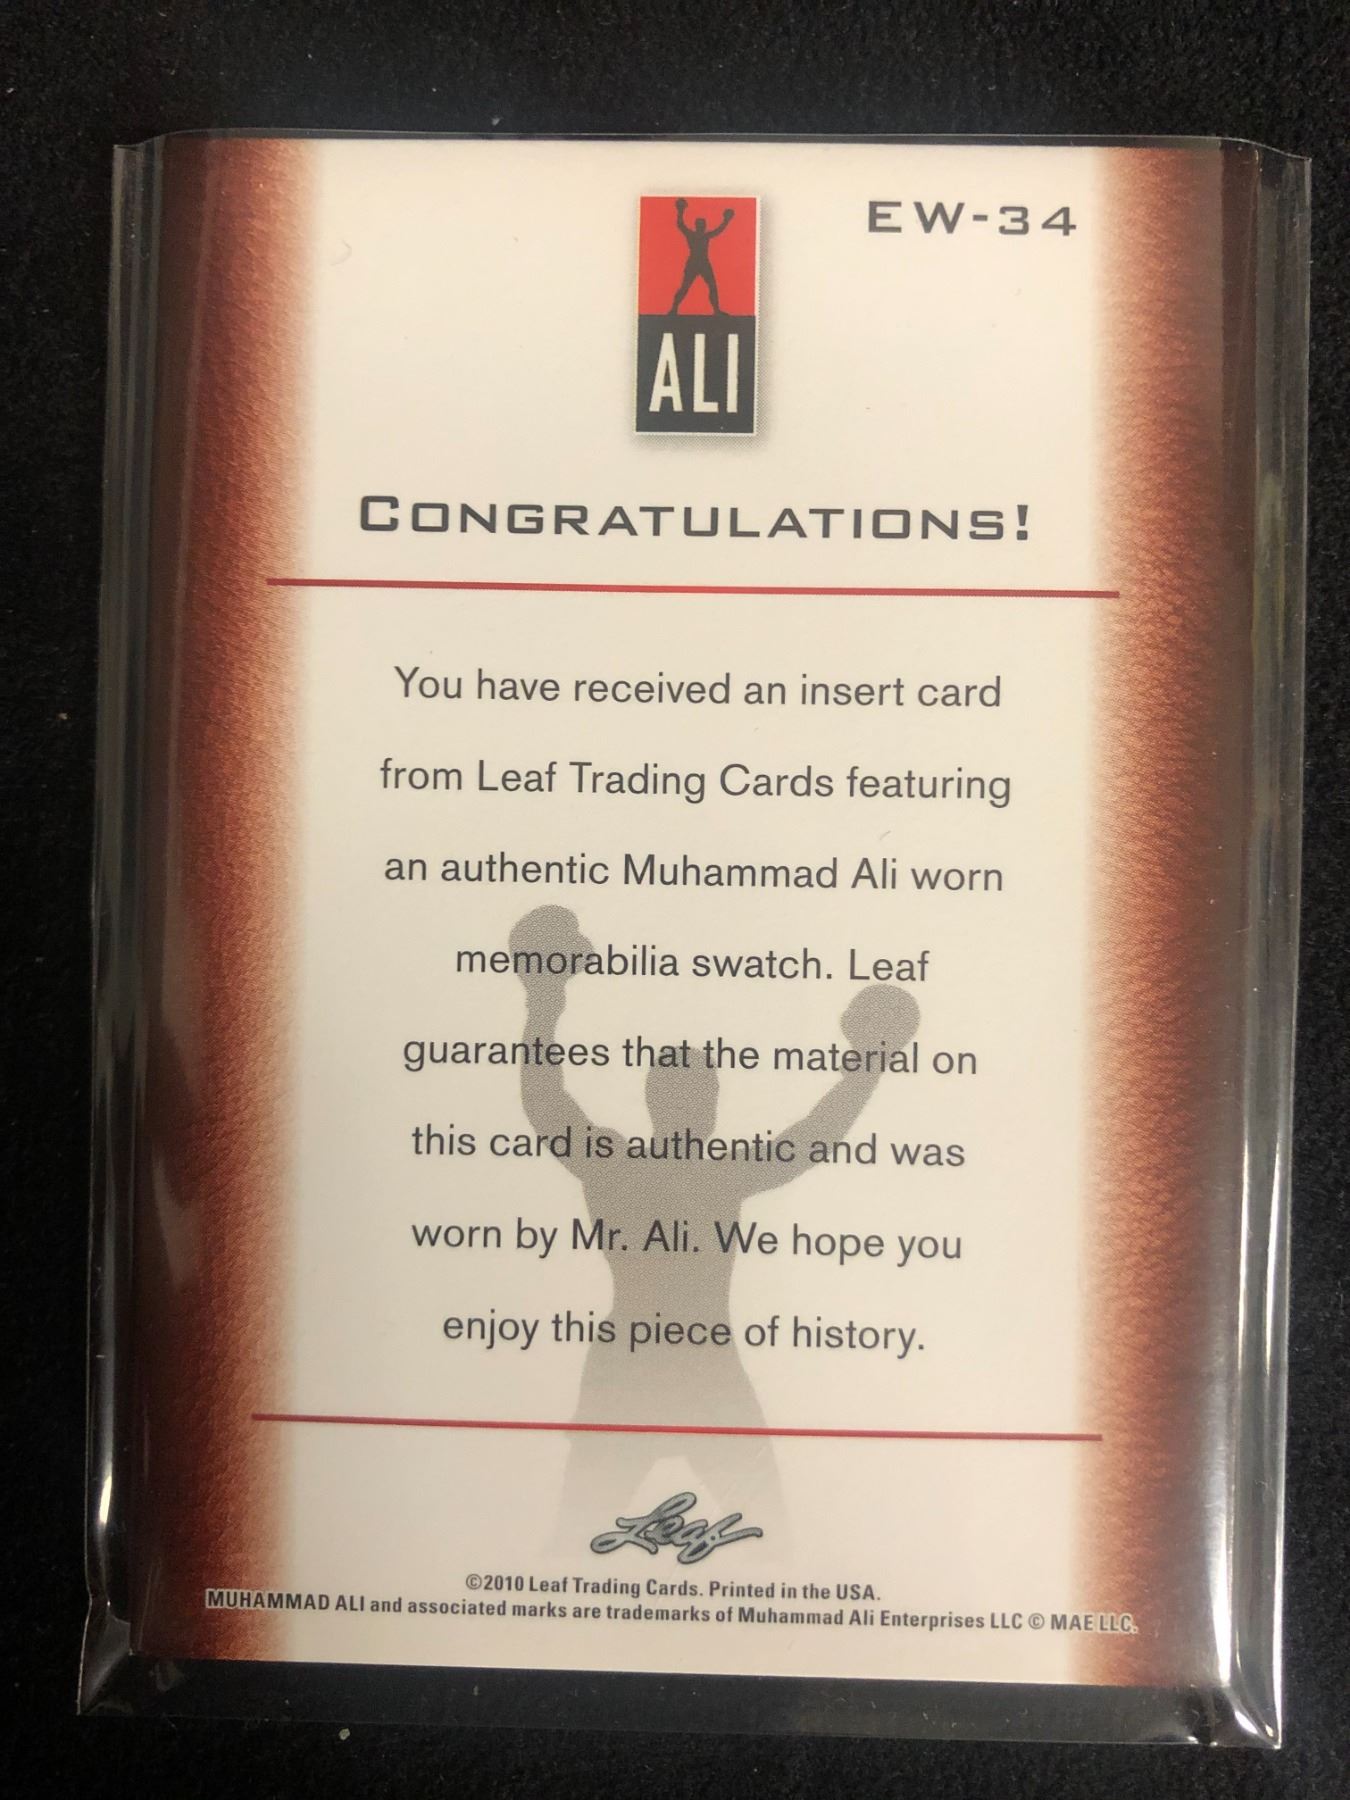 EW-34
ALI
CONGRATULATIONS!
You have received an insert card
from Leaf Trading Cards featuring
an authentic Muhammad Ali worn
memorabilia swatch. Leaf
guarantees that the material on
this card is authentic and was
worn by Mr. Ali. We hope you
enjoy this piece of history.
Leaf
©2010 Leaf Trading Cards. Printed in the USA.
MUHAMMAD ALI and associated marks are trademarks of Muhammad Ali Enterprises LLC © MAE LLC.